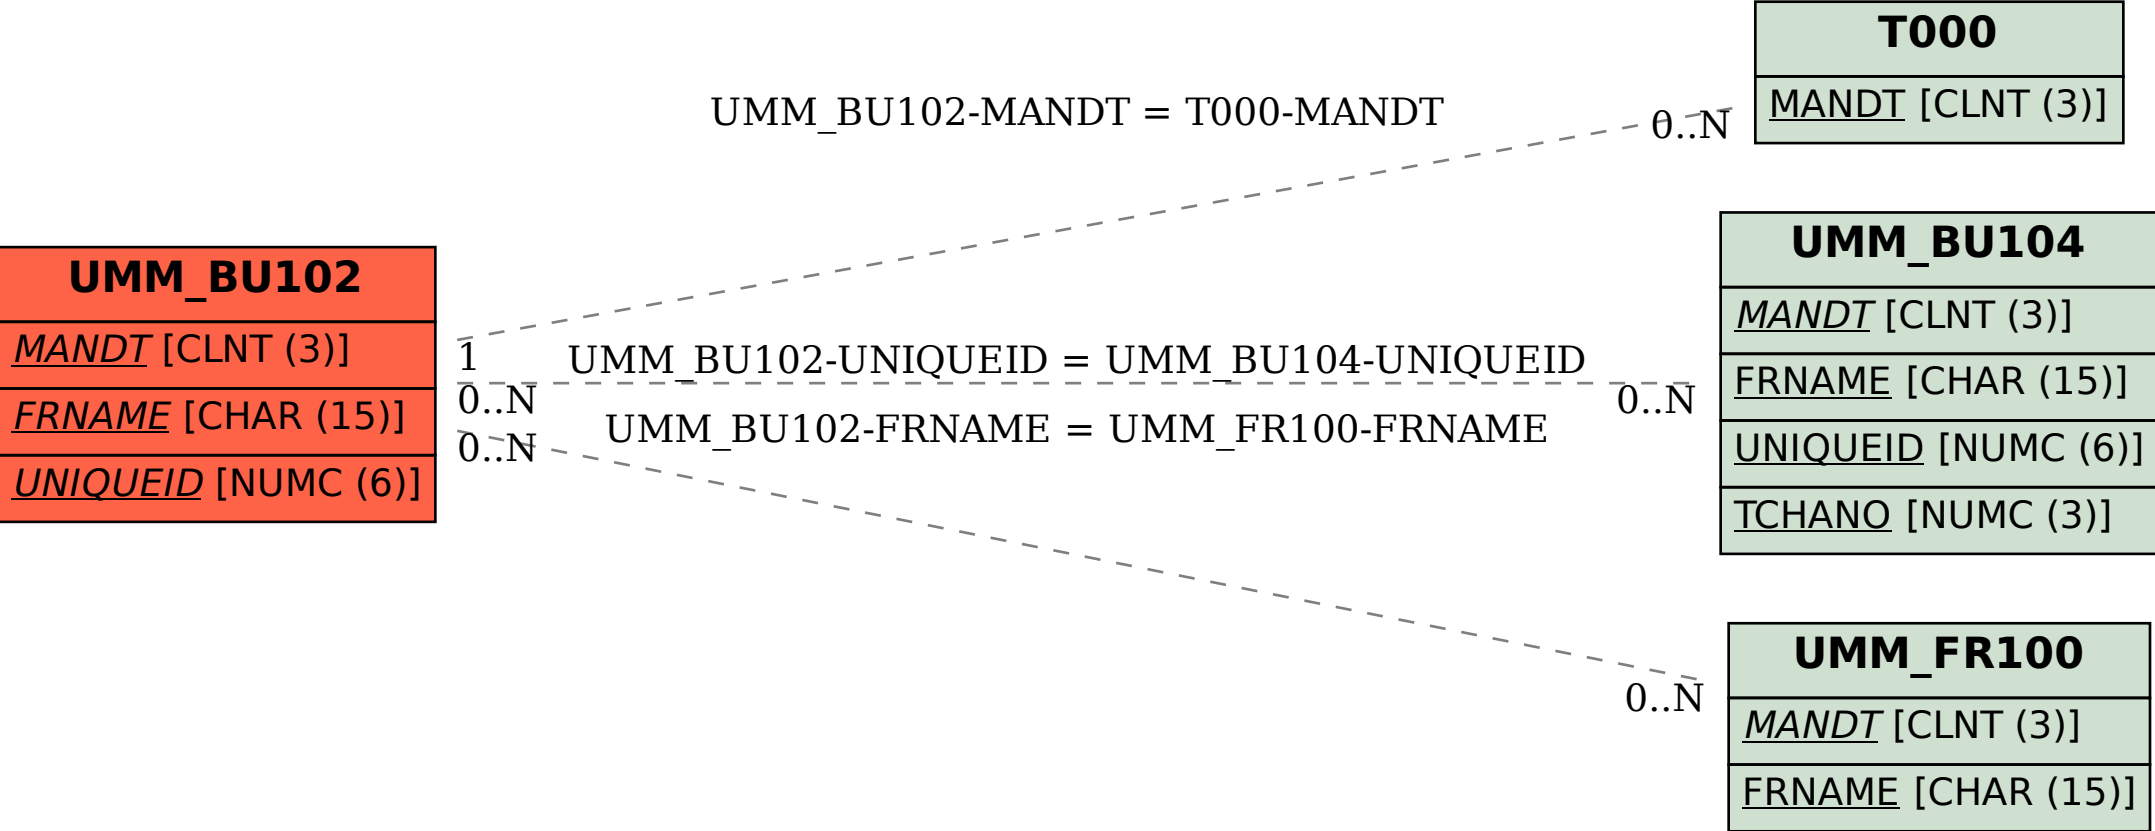 T000
MANDT [CLNT (3)]
UMM_BU102-MANDT = T000-MANDT
0..N
UMM_BU104
MANDT [CLNT (3)]
FRNAME [CHAR (15)]
UNIQUEID [NUMC (6)]
TCHANO [NUMC (3)]
UMM_BU102
MANDT [CLNT (3)]
FRNAME [CHAR (15)]
UNIQUEID [NUMC (6)]
1
UMM_BU102-UNIQUEID = UMM_BU104-UNIQUEID
0..N
0..N
UMM_BU102-FRNAME = UMM_FR100-FRNAME
0..N
0..N
UMM_FR100
MANDT [CLNT (3)]
FRNAME [CHAR (15)]